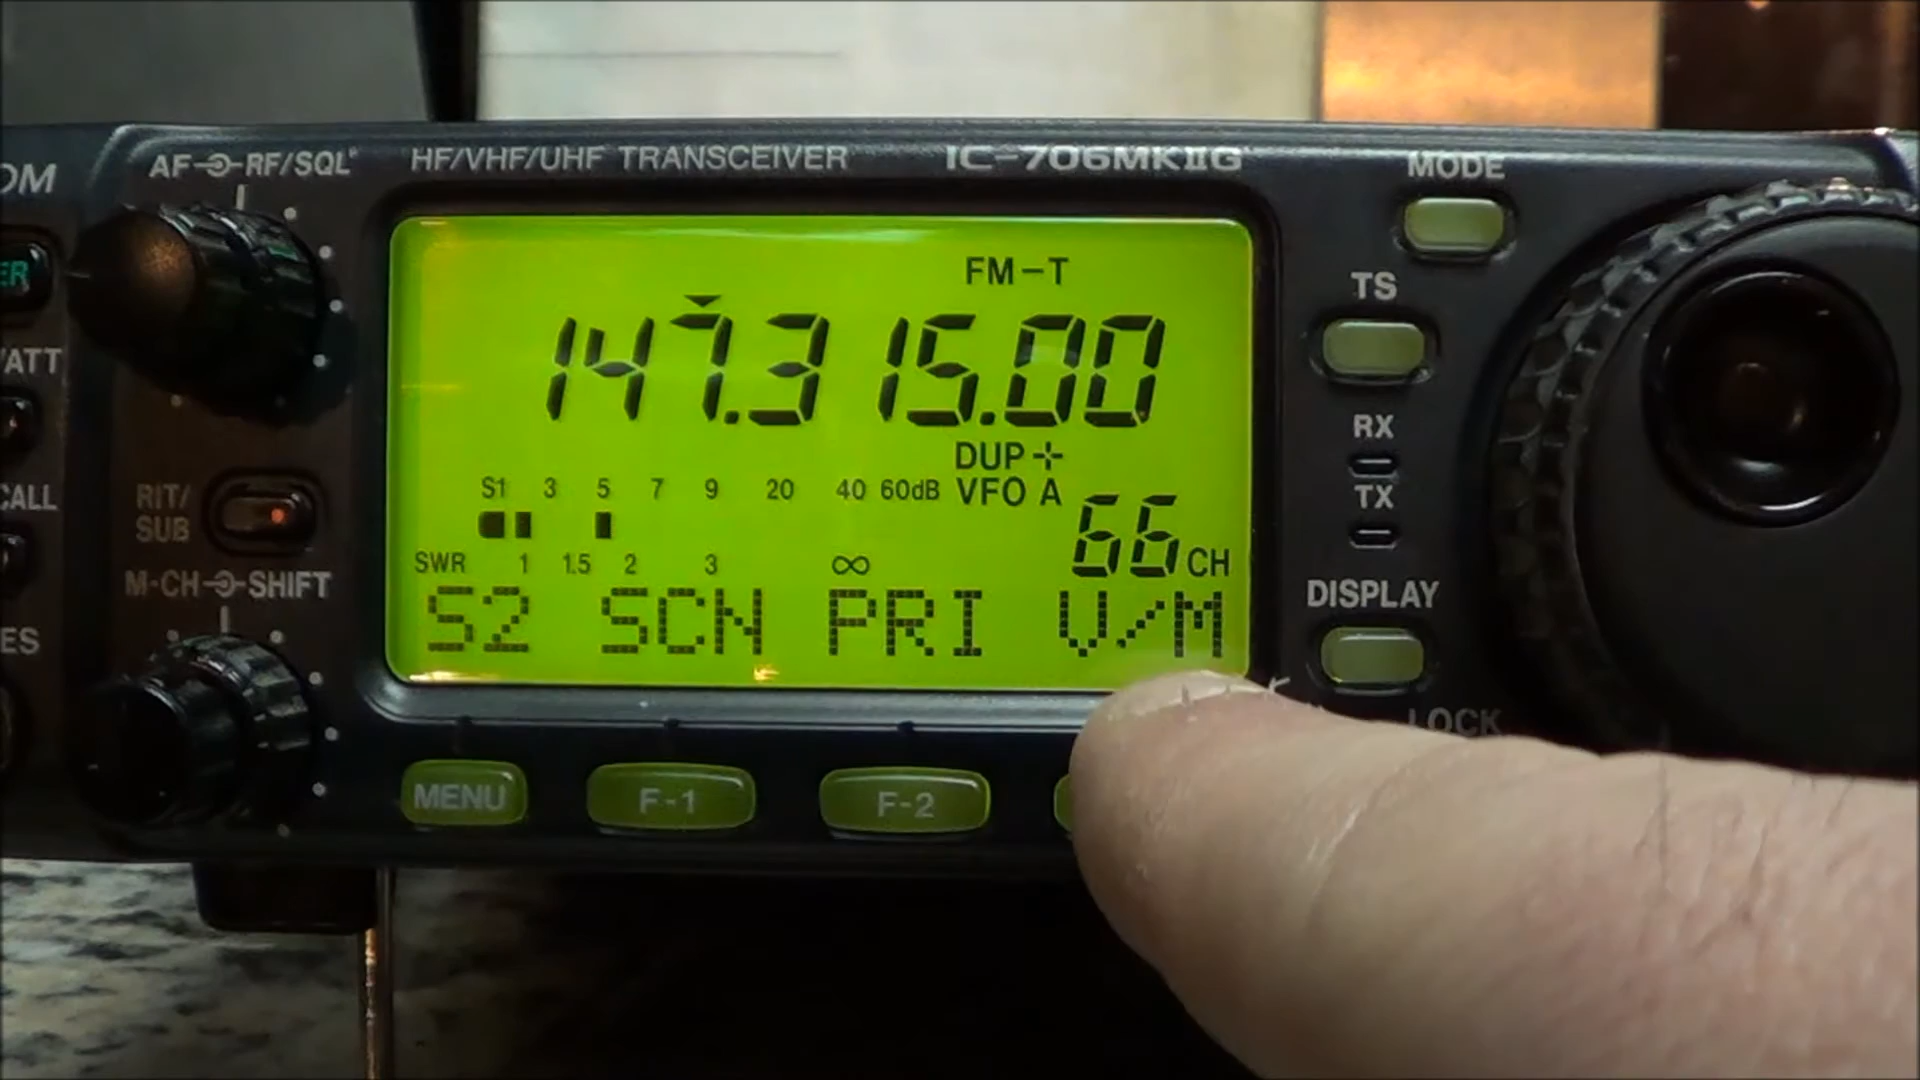 OM
AF RF/SQL
HF/VHF/UHF TRANSCEIVER
IC-706MKIIG
MODE
FM-T
TS
ER
147.315.00
/ATT
RX
DUP+
S1 3 5 7 9 20 40 60dB VFO A
CALL
RIT/
SUB
TX
66CH
SWR 1 1.5 2 3 ∞
M-CH SHIFT
DISPLAY
S2 SCN PRI V/M
ES
LOCK
MENU
F-1
F-2